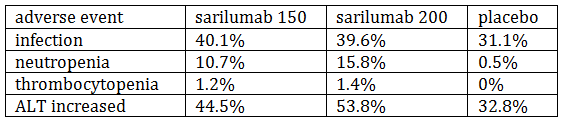 adverse event sarilumab 150 sarilumab 200 placebo
infection 40.1% 39.6% 31.1%
neutropenia 10.7% 15.8% 0.5%
thrombocytopenia 1.2% 1.4% 0%
ALT increased 44.5% 53.8% 32.8%